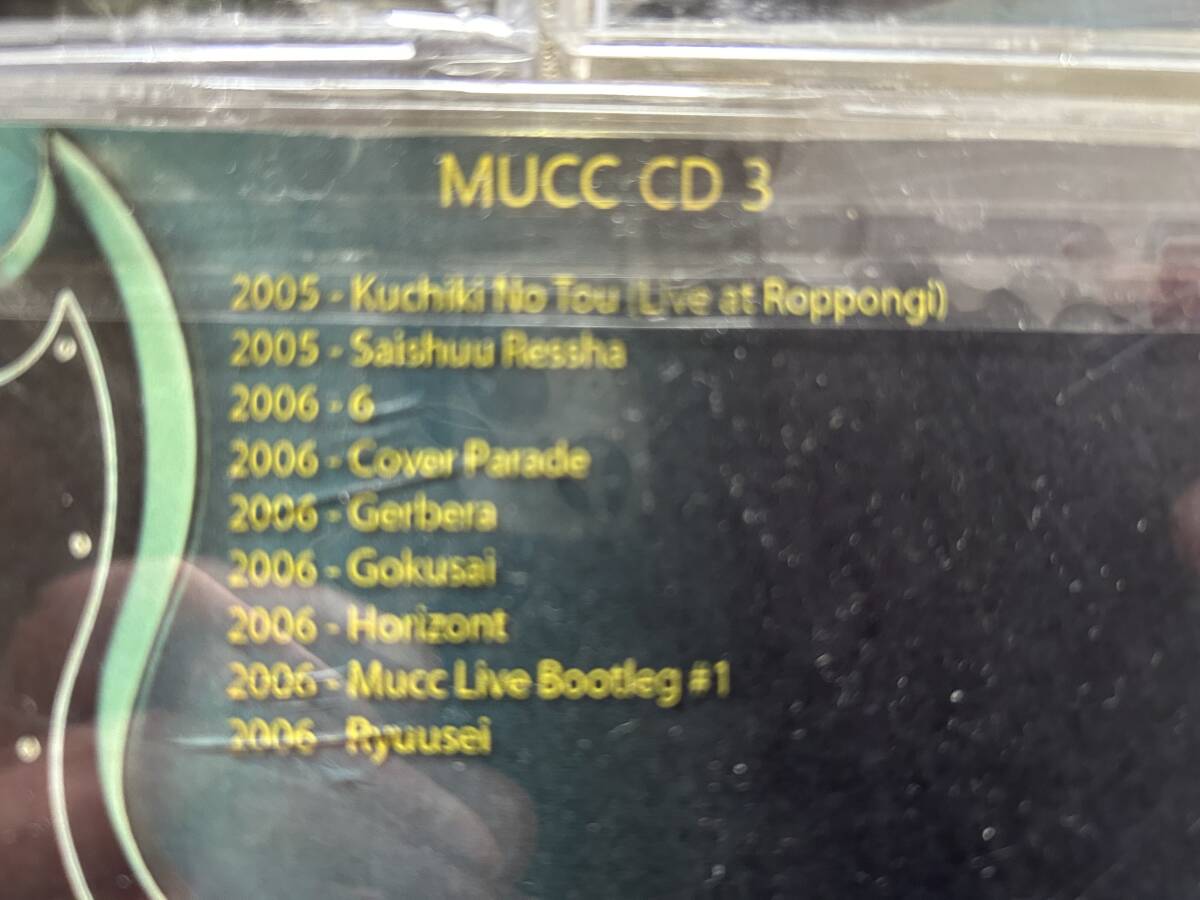 MUCC CD 3
2005 - Kuchiki No Tou (Live at Roppongi)
2005 - Saishuu Ressha
2006 - 6
2006 - Cover Parade
2006 - Gerbera
2006 - Gokusai
2006 - Horizont
2006 - Mucc Live Bootleg #1
2006 - Ryuusei